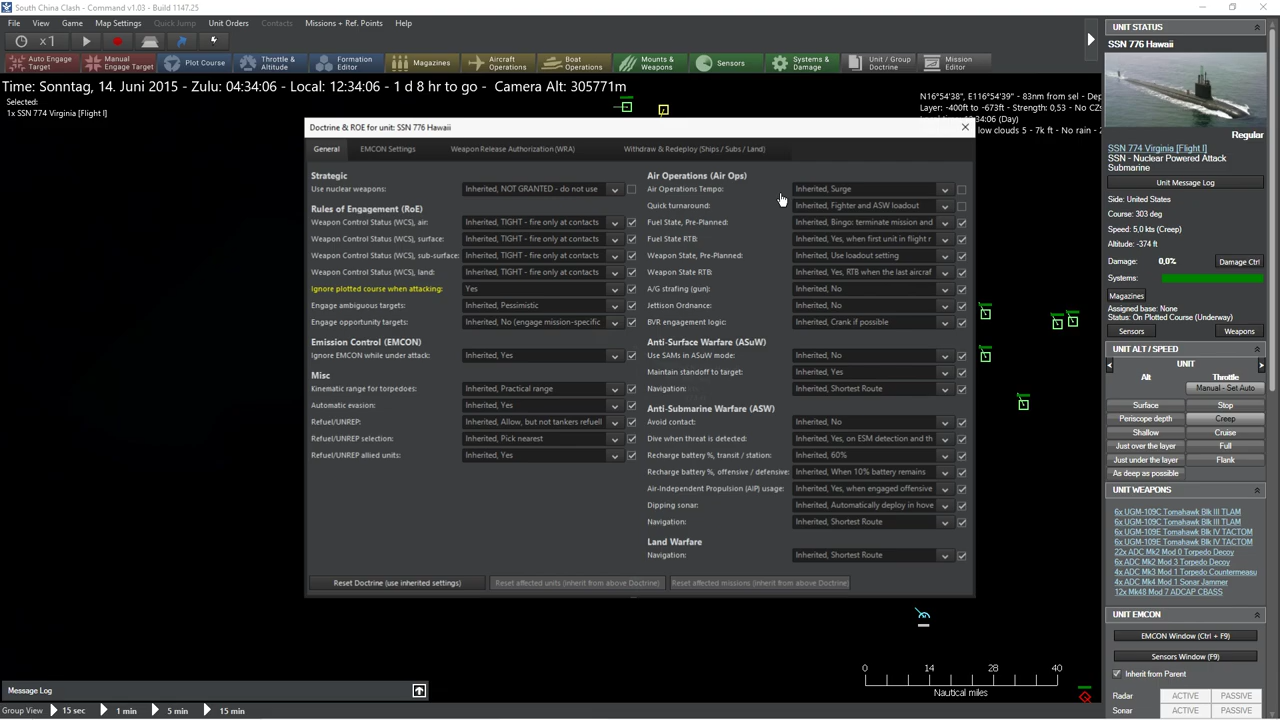 South China Clash - Command v1.03 - Build 1147.25
File View Game Map Settings Quick Jump Unit Orders Contacts Missions + Ref. Points Help
x1
Auto Engage Target Manual Engage Target Plot Course Throttle & Altitude Formation Editor Magazines Aircraft Operations Boat Operations Mounts & Weapons Sensors Systems & Damage Unit / Group Doctrine Mission Editor
Time: Sonntag, 14. Juni 2015 - Zulu: 04:34:06 - Local: 12:34:06 - 1 d 8 hr to go - Camera Alt: 305771m
Selected:
1x SSN 774 Virginia [Flight I]
N16°54'38", E116°54'39" - 83nm from sel - Dep
Layer: -400ft to -673ft - Strength: 0,53 - No CZs
34:06 (Day)
low clouds 5 - 7k ft - No rain - 2
Doctrine & ROE for unit: SSN 776 Hawaii
General EMCON Settings Weapon Release Authorization (WRA) Withdraw & Redeploy (Ships / Subs / Land)
Strategic
Use nuclear weapons: Inherited, NOT GRANTED - do not use
Rules of Engagement (RoE)
Weapon Control Status (WCS), air: Inherited, TIGHT - fire only at contacts
Weapon Control Status (WCS), surface: Inherited, TIGHT - fire only at contacts
Weapon Control Status (WCS), sub-surface: Inherited, TIGHT - fire only at contacts
Weapon Control Status (WCS), land: Inherited, TIGHT - fire only at contacts
Ignore plotted course when attacking: Yes
Engage ambiguous targets: Inherited, Pessimistic
Engage opportunity targets: Inherited, No (engage mission-specific
Emission Control (EMCON)
Ignore EMCON while under attack: Inherited, Yes
Misc
Kinematic range for torpedoes: Inherited, Practical range
Automatic evasion: Inherited, Yes
Refuel/UNREP: Inherited, Allow, but not tankers refuell
Refuel/UNREP selection: Inherited, Pick nearest
Refuel/UNREP allied units: Inherited, Yes
Air Operations (Air Ops)
Air Operations Tempo: Inherited, Surge
Quick turnaround: Inherited, Fighter and ASW loadout
Fuel State, Pre-Planned: Inherited, Bingo: terminate mission and
Fuel State RTB: Inherited, Yes, when first unit in flight r
Weapon State, Pre-Planned: Inherited, Use loadout setting
Weapon State RTB: Inherited, Yes, RTB when the last aircraf
A/G strafing (gun): Inherited, No
Jettison Ordnance: Inherited, No
BVR engagement logic: Inherited, Crank if possible
Anti-Surface Warfare (ASuW)
Use SAMs in ASuW mode: Inherited, No
Maintain standoff to target: Inherited, Yes
Navigation: Inherited, Shortest Route
Anti-Submarine Warfare (ASW)
Avoid contact: Inherited, No
Dive when threat is detected: Inherited, Yes, on ESM detection and th
Recharge battery %, transit / station: Inherited, 60%
Recharge battery %, offensive / defensive: Inherited, When 10% battery remains
Air-Independent Propulsion (AIP) usage: Inherited, Yes, when engaged offensive
Dipping sonar: Inherited, Automatically deploy in hove
Navigation: Inherited, Shortest Route
Land Warfare
Navigation: Inherited, Shortest Route
Reset Doctrine (use inherited settings) Reset affected units (inherit from above Doctrine) Reset affected missions (inherit from above Doctrine)
0 14 28 40
Nautical miles
Message Log
Group View 15 sec 1 min 5 min 15 min
UNIT STATUS
SSN 776 Hawaii
Regular
SSN 774 Virginia [Flight I]
SSN - Nuclear Powered Attack
Submarine
Unit Message Log
Side: United States
Course: 303 deg
Speed: 5.0 kts (Creep)
Altitude: -374 ft
Damage: 0,0% Damage Ctrl
Systems:
Magazines
Assigned base: None
Status: On Plotted Course (Underway)
Sensors Weapons
UNIT ALT / SPEED
UNIT
Alt Throttle
Manual - Set Auto
Surface Stop
Periscope depth Creep
Shallow Cruise
Just over the layer Full
Just under the layer Flank
As deep as possible
UNIT WEAPONS
6x UGM-109C Tomahawk Blk III TLAM
6x UGM-109C Tomahawk Blk III TLAM
6x UGM-109E Tomahawk Blk IV TACTOM
6x UGM-109E Tomahawk Blk IV TACTOM
22x ADC Mk2 Mod 0 Torpedo Decoy
6x ADC Mk2 Mod 3 Torpedo Decoy
4x ADC Mk3 Mod 1 Torpedo Countermeasu
4x ADC Mk4 Mod 1 Sonar Jammer
12x Mk48 Mod 7 ADCAP CBASS
UNIT EMCON
EMCON Window (Ctrl + F9)
Sensors Window (F9)
Inherit from Parent
Radar ACTIVE PASSIVE
Sonar ACTIVE PASSIVE